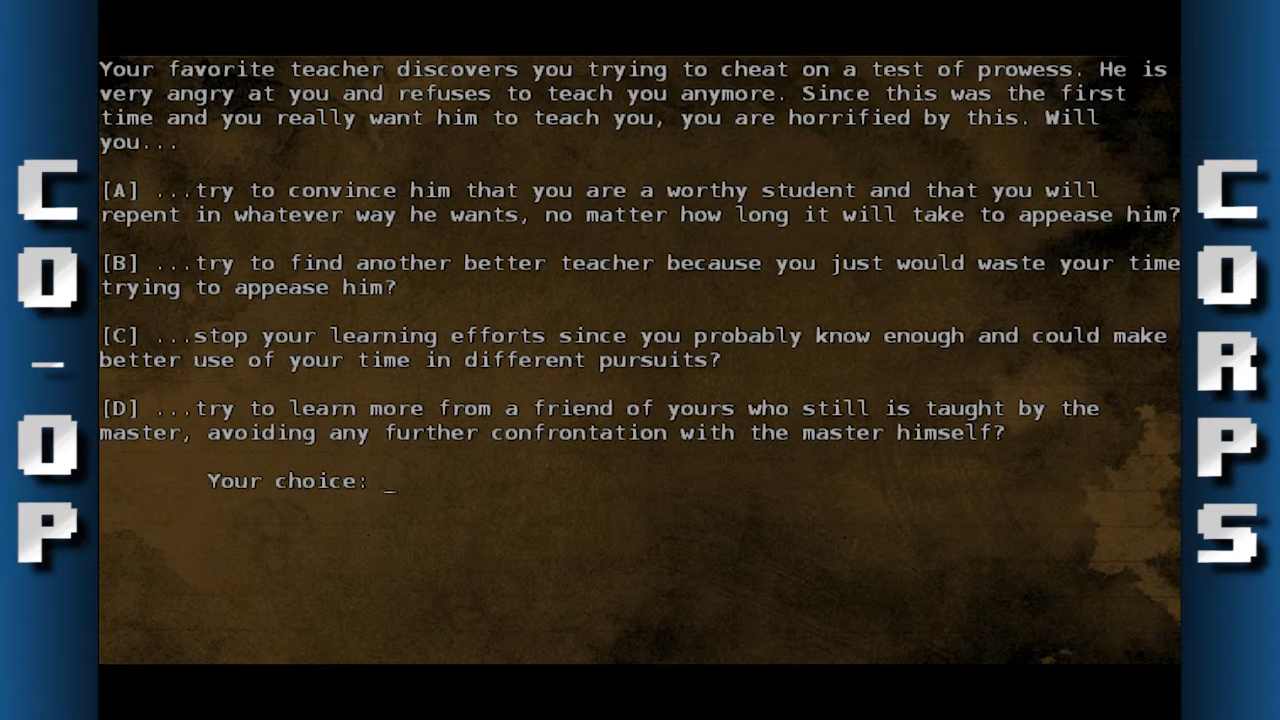 CO-OP
Your favorite teacher discovers you trying to cheat on a test of prowess. He is
very angry at you and refuses to teach you anymore. Since this was the first
time and you really want him to teach you, you are horrified by this. Will
you...
[A] ...try to convince him that you are a worthy student and that you will
repent in whatever way he wants, no matter how long it will take to appease him?
[B] ...try to find another better teacher because you just would waste your time
trying to appease him?
[C] ...stop your learning efforts since you probably know enough and could make
better use of your time in different pursuits?
[D] ...try to learn more from a friend of yours who still is taught by the
master, avoiding any further confrontation with the master himself?
Your choice: _
CORPS